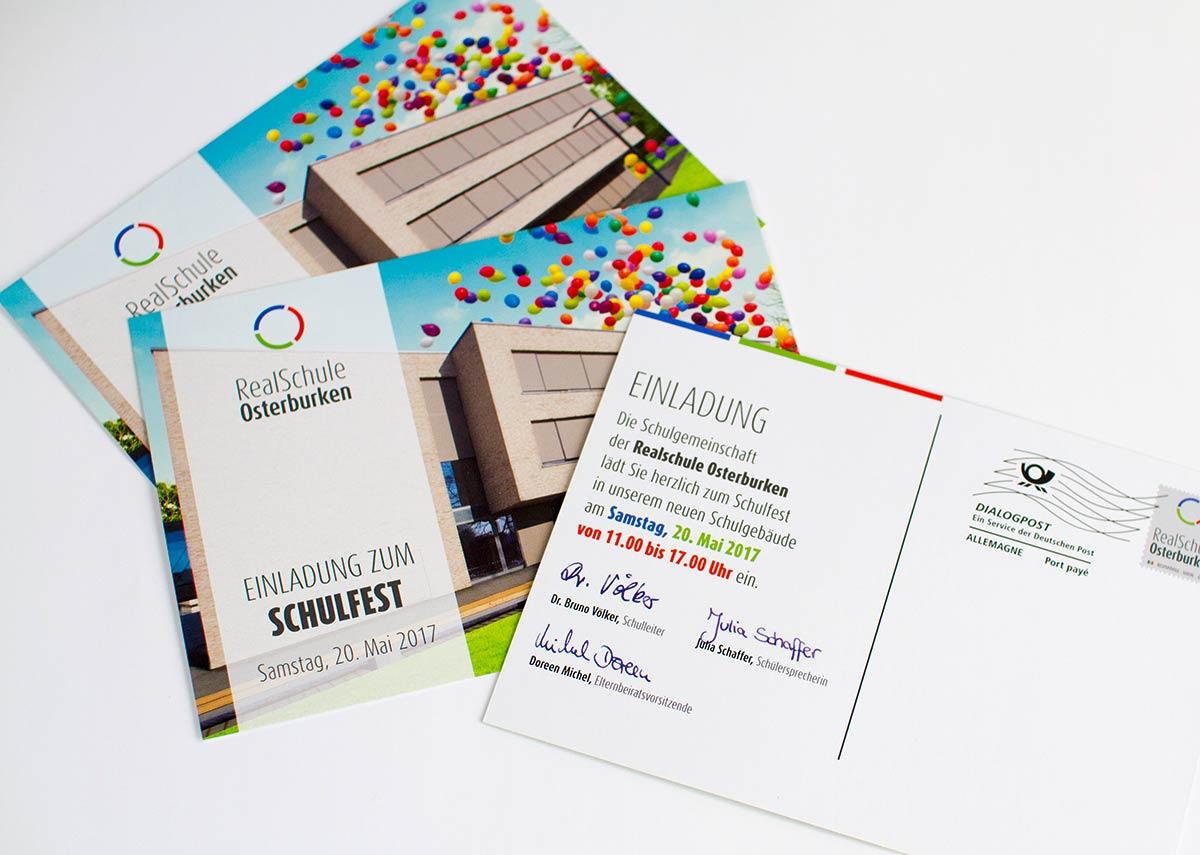 RealSchule
Osterburken
RealSchule
Osterburken
EINLADUNG ZUM
SCHULFEST
Samstag, 20. Mai 2017
EINLADUNG
Die Schulgemeinschaft
der Realschule Osterburken
lädt Sie herzlich zum Schulfest
in unserem neuen Schulgebäude
am Samstag, 20. Mai 2017
von 11.00 bis 17.00 Uhr ein.
Dr. Völker
Dr. Bruno Völker, Schulleiter
Julia Schaffer
Julia Schaffer, Schülersprecherin
Michel Doreen
Doreen Michel, Elternbeiratsvorsitzende
DIALOGPOST
Ein Service der Deutschen Post
ALLEMAGNE
Port payé
RealSchule
Osterburken